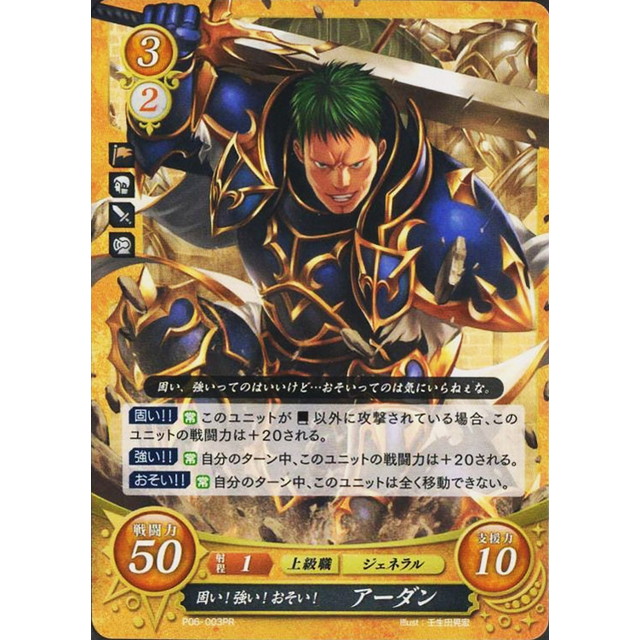 3
2
固い、強いってのはいいけど…おそいってのは気にいらねぇな。
固い!! 常 このユニットが 以外に攻撃されている場合、この
ユニットの戦闘力は+20される。
強い!! 常 自分のターン中、このユニットの戦闘力は+20される。
おそい!! 常 自分のターン中、このユニットは全く移動できない。
戦闘力
50
射程 1
上級職
ジェネラル
支援力
10
固い!強い!おそい! アーダン
P06-003PR
Illust:壬生田晃宏